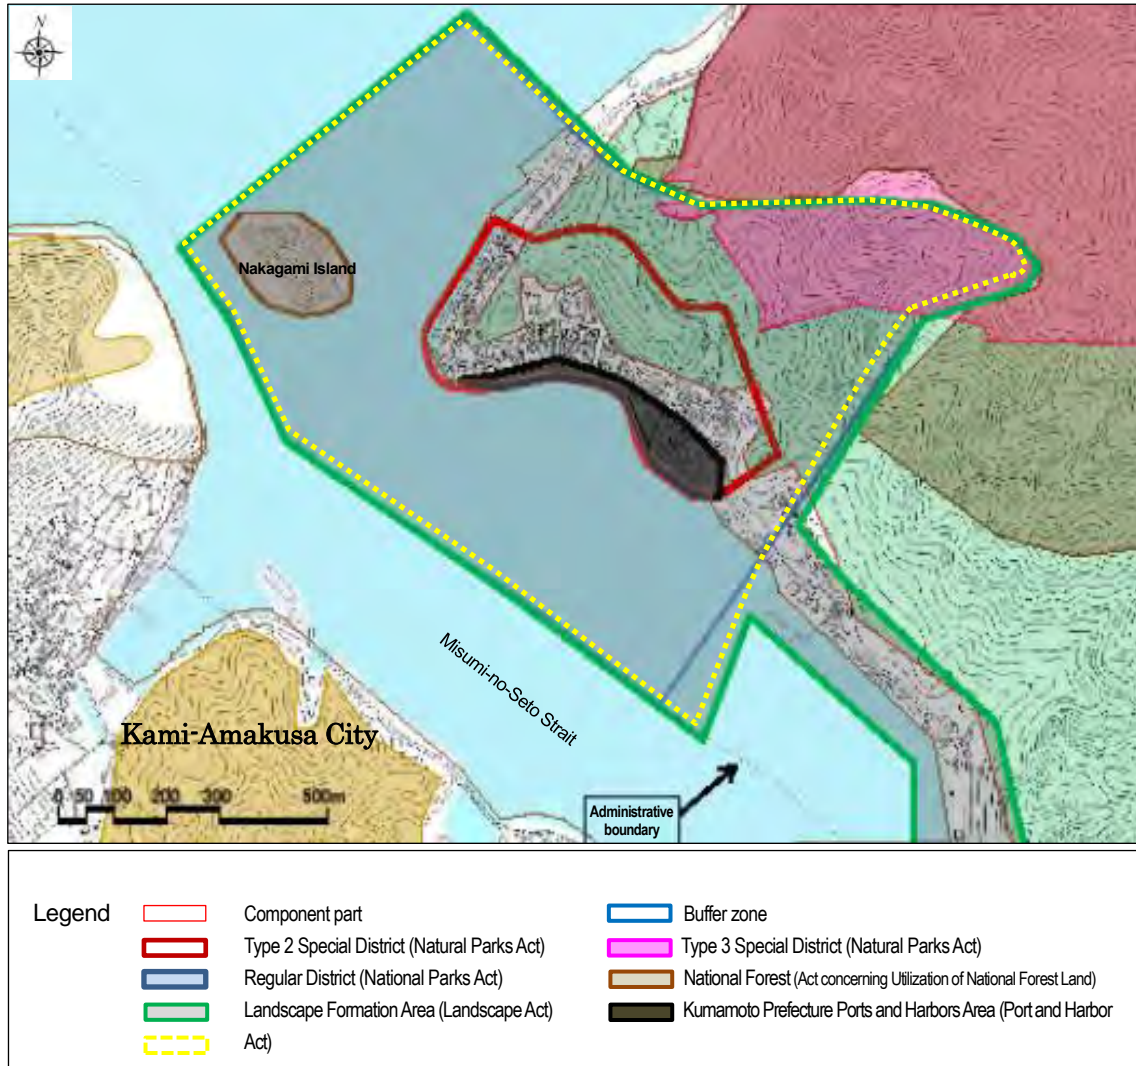 N
Nakagami Island
Misumi-no-Seto Strait
Kami-Amakusa City
0 50 100 200 300 500m
Administrative
boundary
Legend
Component part
Buffer zone
Type 2 Special District (Natural Parks Act)
Type 3 Special District (Natural Parks Act)
Regular District (National Parks Act)
National Forest (Act concerning Utilization of National Forest Land)
Landscape Formation Area (Landscape Act)
Kumamoto Prefecture Ports and Harbors Area (Port and Harbor
Act)